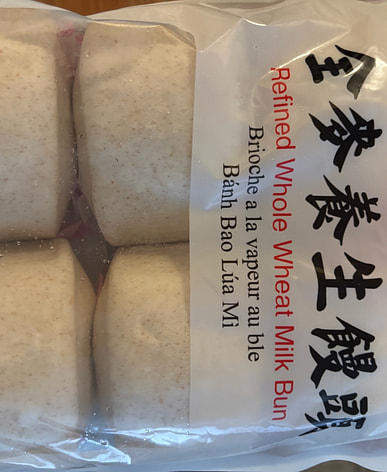 全麥養生饅頭
Refined Whole Wheat Milk Bun
Brioche a la vapeur au ble
Bánh Bao Lúa Mì